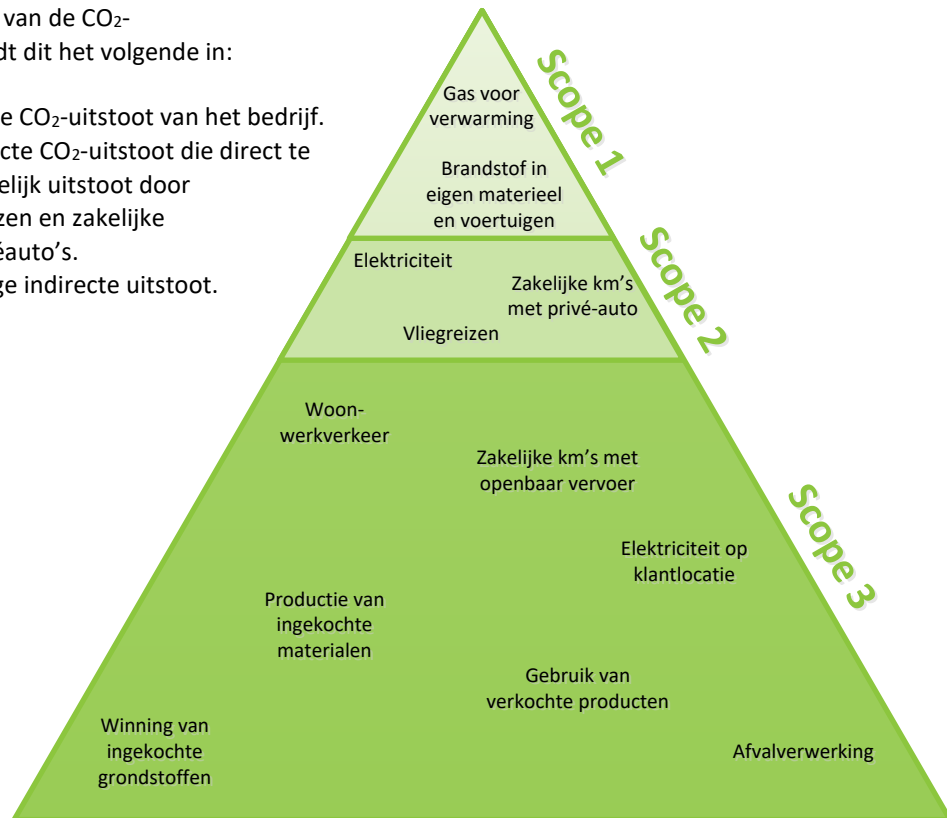 van de CO₂-
dt dit het volgende in:
e CO₂-uitstoot van het bedrijf.
cte CO₂-uitstoot die direct te
elijk uitstoot door
zen en zakelijke
éauto's.
ge indirecte uitstoot.
Scope 1
Gas voor
verwarming
Brandstof in
eigen materieel
en voertuigen
Scope 2
Elektriciteit
Zakelijke km's
met privé-auto
Vliegreizen
Scope 3
Woon-
werkverkeer
Zakelijke km's met
openbaar vervoer
Elektriciteit op
klantlocatie
Productie van
ingekochte
materialen
Gebruik van
verkochte producten
Winning van
ingekochte
grondstoffen
Afvalverwerking